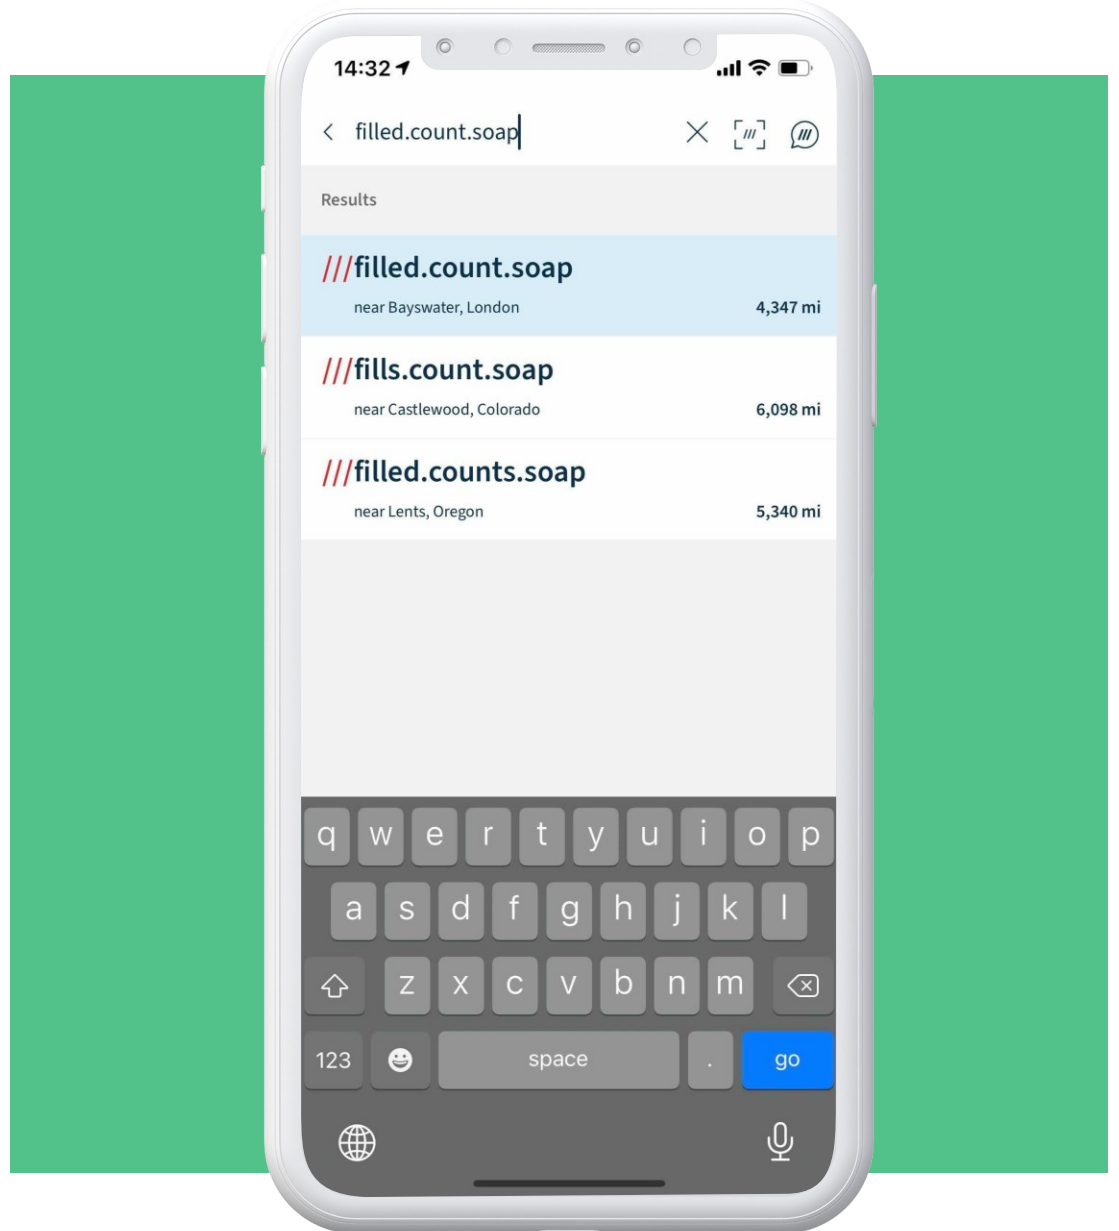 14:32
filled.count.soap
Results
///filled.count.soap
near Bayswater, London 4,347 mi
///fills.count.soap
near Castlewood, Colorado 6,098 mi
///filled.counts.soap
near Lents, Oregon 5,340 mi
q w e r t y u i o p
a s d f g h j k l
z x c v b n m
123 space . go